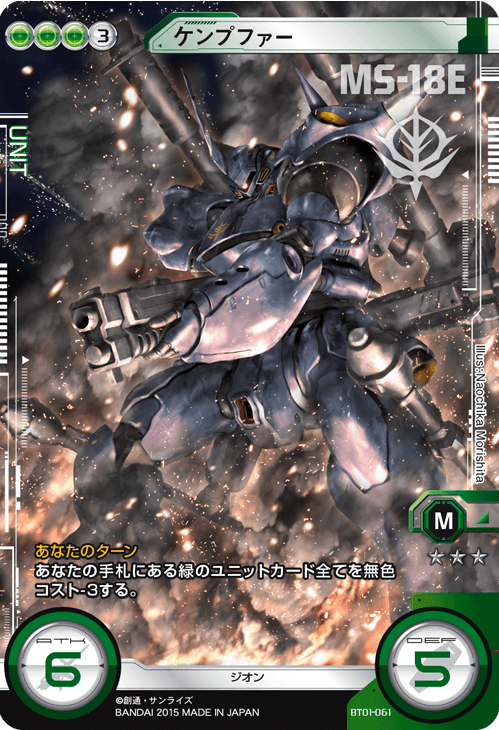 3
ケンプファー
MS-18E
UNIT
Illus:Naochika Morishita
M
あなたのターン
あなたの手札にある緑のユニットカード全てを無色
コスト-3する。
ATK
6
DEF
5
ジオン
©創通・サンライズ
BANDAI 2015 MADE IN JAPAN
BT01-061